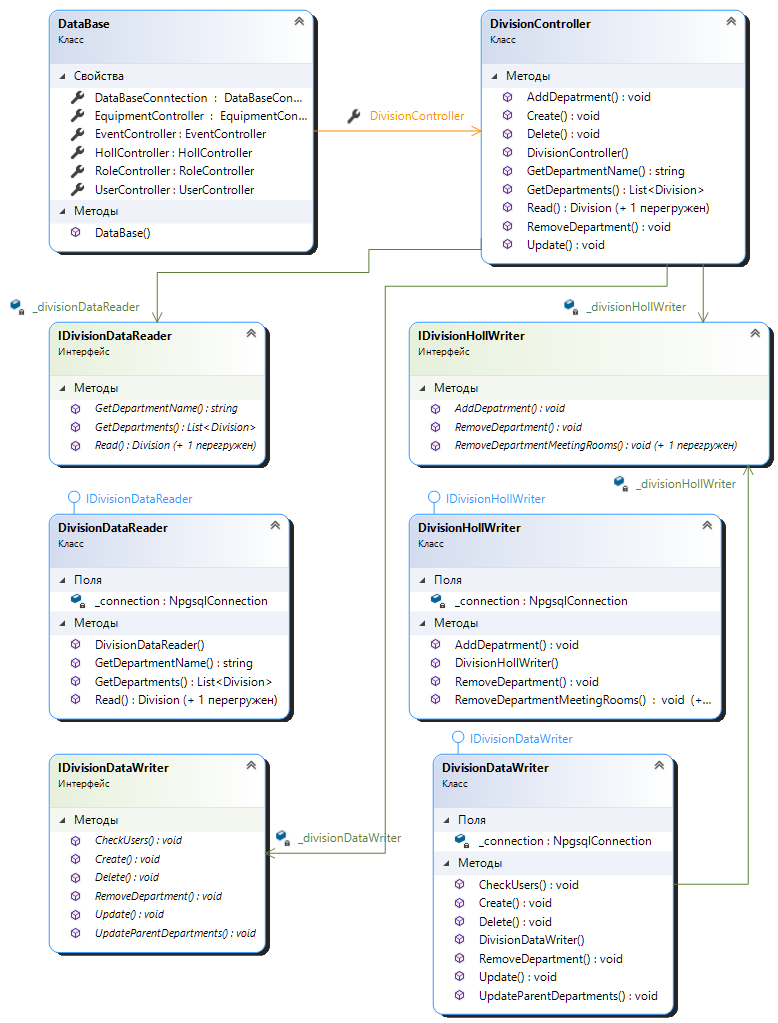 DataBase
Класс
Свойства
DataBaseConntection : DataBaseCon...
EquipmentController : EquipmentCon...
EventController : EventController
HollController : HollController
RoleController : RoleController
UserController : UserController
Методы
DataBase()
DivisionController
DivisionController
Класс
Методы
AddDepatrment() : void
Create() : void
Delete() : void
DivisionController()
GetDepartmentName() : string
GetDepartments() : List<Division>
Read() : Division (+ 1 перегружен)
RemoveDepartment() : void
Update() : void
_divisionDataReader
_divisionHollWriter
IDivisionDataReader
Интерфейс
Методы
GetDepartmentName() : string
GetDepartments() : List<Division>
Read() : Division (+ 1 перегружен)
IDivisionHollWriter
Интерфейс
Методы
AddDepatrment() : void
RemoveDepartment() : void
RemoveDepartmentMeetingRooms() : void (+ 1 перегружен)
_divisionHollWriter
IDivisionDataReader
DivisionDataReader
Класс
Поля
_connection : NpgsqlConnection
Методы
DivisionDataReader()
GetDepartmentName() : string
GetDepartments() : List<Division>
Read() : Division (+ 1 перегружен)
IDivisionHollWriter
DivisionHollWriter
Класс
Поля
_connection : NpgsqlConnection
Методы
AddDepatrment() : void
DivisionHollWriter()
RemoveDepartment() : void
RemoveDepartmentMeetingRooms() : void (+...
IDivisionDataWriter
Интерфейс
Методы
CheckUsers() : void
Create() : void
Delete() : void
RemoveDepartment() : void
Update() : void
UpdateParentDepartments() : void
_divisionDataWriter
IDivisionDataWriter
DivisionDataWriter
Класс
Поля
_connection : NpgsqlConnection
Методы
CheckUsers() : void
Create() : void
Delete() : void
DivisionDataWriter()
RemoveDepartment() : void
Update() : void
UpdateParentDepartments() : void